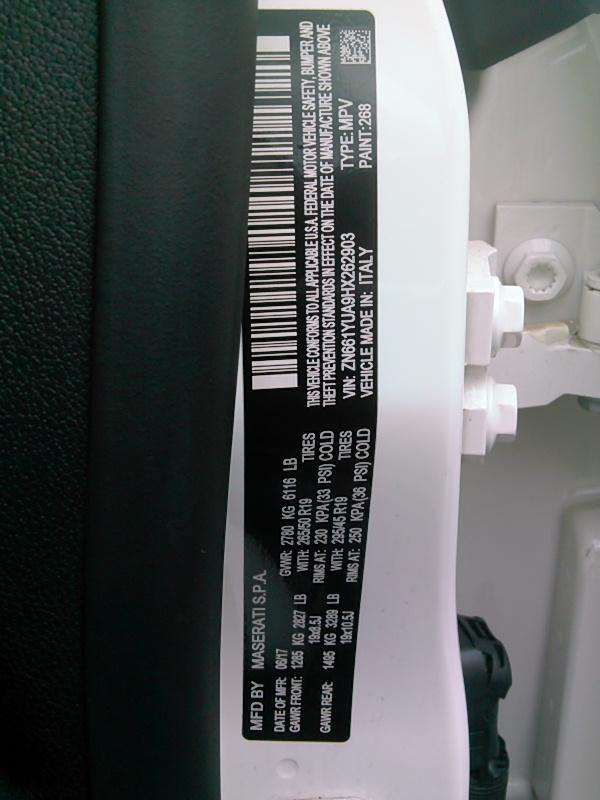 MFD BY MASERATI S.P.A.
DATE OF MFR: 06/17 GVWR: 2780 KG 6116 LB
GAWR FRONT: 1285 KG 2827 LB WITH: 265/50 R19 TIRES
19x8.5J RIMS AT: 230 KPA (33 PSI) COLD
GAWR REAR: 1495 KG 3289 LB WITH: 295/45 R19 TIRES
19x10.5J RIMS AT: 250 KPA (36 PSI) COLD
THIS VEHICLE CONFORMS TO ALL APPLICABLE U.S.A. FEDERAL MOTOR VEHICLE SAFETY, BUMPER AND
THEFT PREVENTION STANDARDS IN EFFECT ON THE DATE OF MANUFACTURE SHOWN ABOVE
VIN: ZN661YUA9HX262903 TYPE: MPV
VEHICLE MADE IN: ITALY PAINT: 268